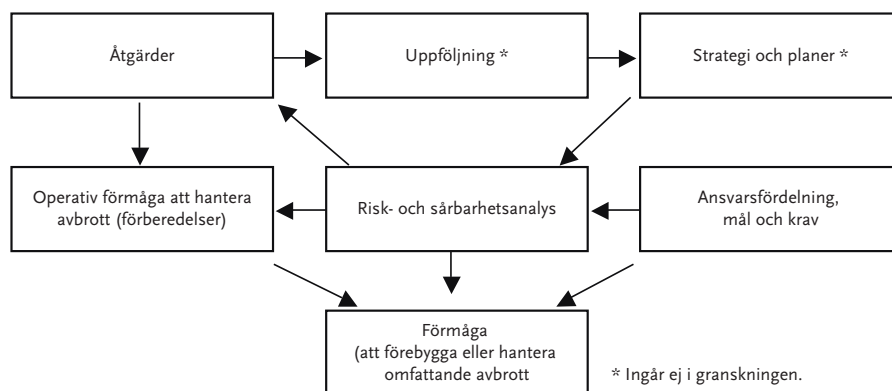 Åtgärder
Uppföljning *
Strategi och planer *
Operativ förmåga att hantera
avbrott (förberedelser)
Risk- och sårbarhetsanalys
Ansvarsfördelning,
mål och krav
Förmåga
(att förebygga eller hantera
omfattande avbrott
* Ingår ej i granskningen.